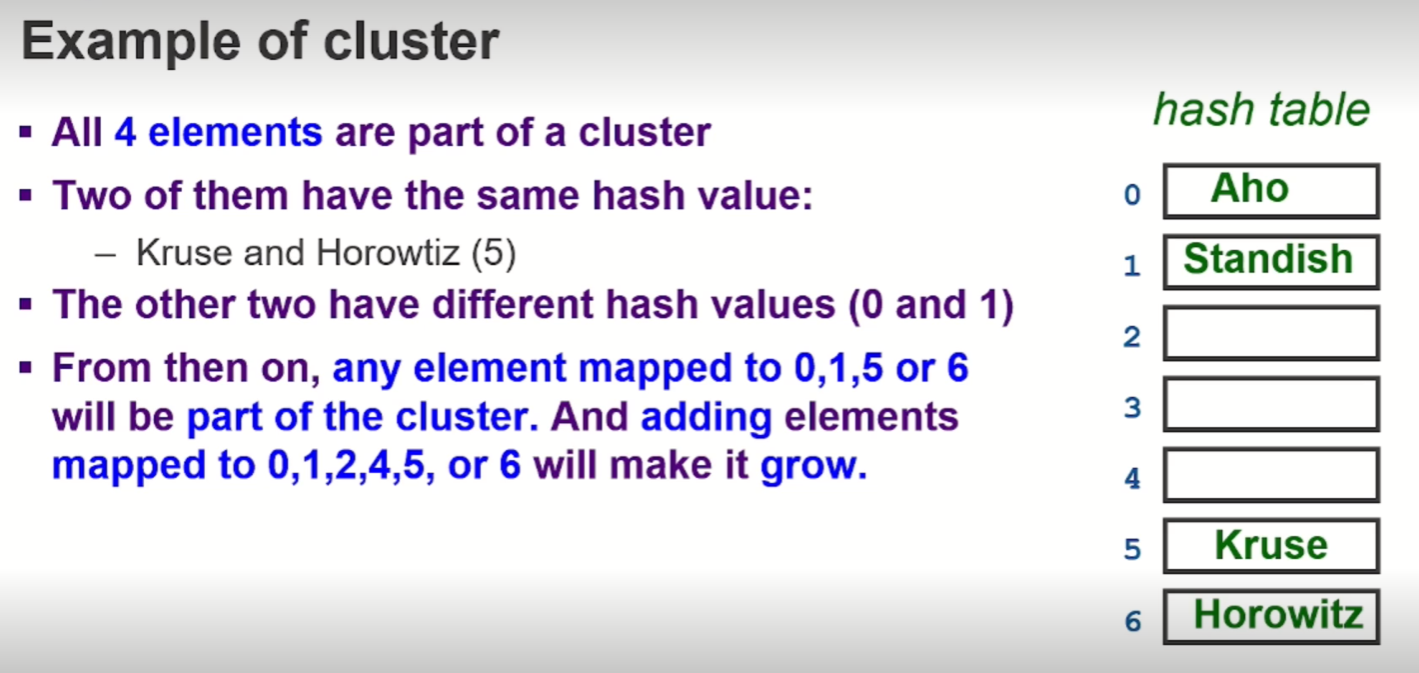 Example of cluster
▪ All 4 elements are part of a cluster
▪ Two of them have the same hash value:
– Kruse and Horowtiz (5)
▪ The other two have different hash values (0 and 1)
▪ From then on, any element mapped to 0,1,5 or 6
will be part of the cluster. And adding elements
mapped to 0,1,2,4,5, or 6 will make it grow.
hash table
0 Aho
1 Standish
2
3
4
5 Kruse
6 Horowitz